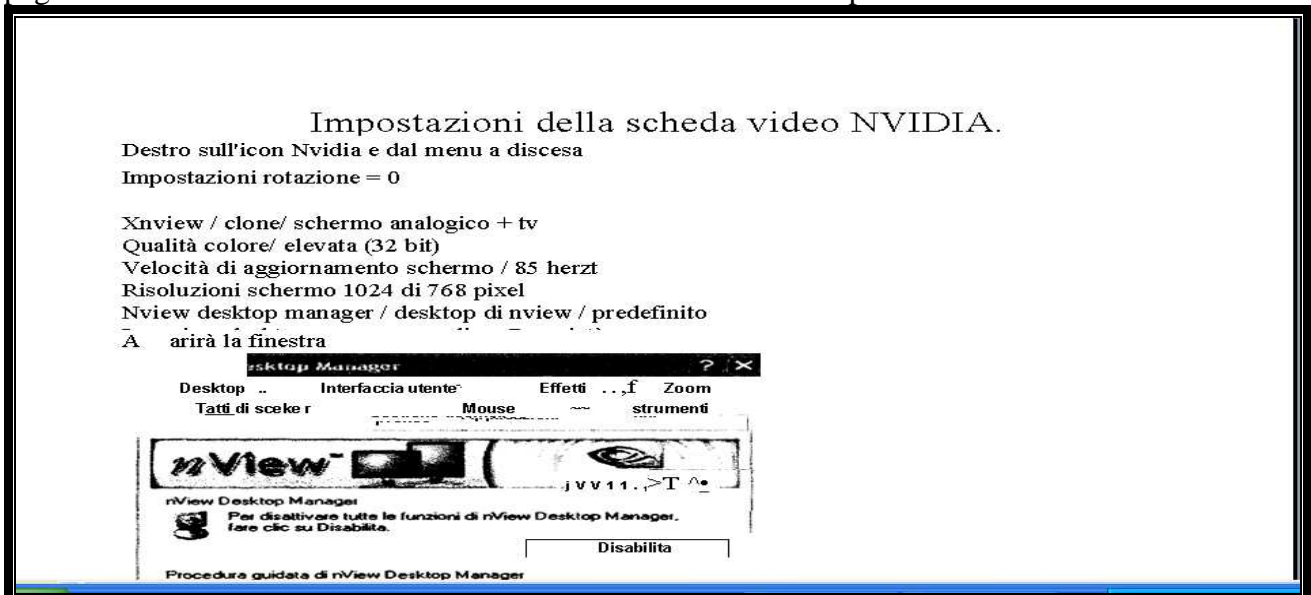 Impostazioni della scheda video NVIDIA.
Destro sull'icon Nvidia e dal menu a discesa
Impostazioni rotazione = 0
Xnview / clone/ schermo analogico + tv
Qualità colore/ elevata (32 bit)
Velocità di aggiornamento schermo / 85 herzt
Risoluzioni schermo 1024 di 768 pixel
Nview desktop manager / desktop di nview / predefinito
A arirà la finestra
esktop Manager ? ×
Desktop .. Interfaccia utente Effetti ..,f Zoom
Tatti di sceke r Mouse ~~ strumenti
nView
jVV11.,>T ^•
nView Desktop Manager
Per disattivare tutte le funzioni di nView Desktop Manager,
fare clic su Disabilita.
Disabilita
Procedura guidata di nView Desktop Manager